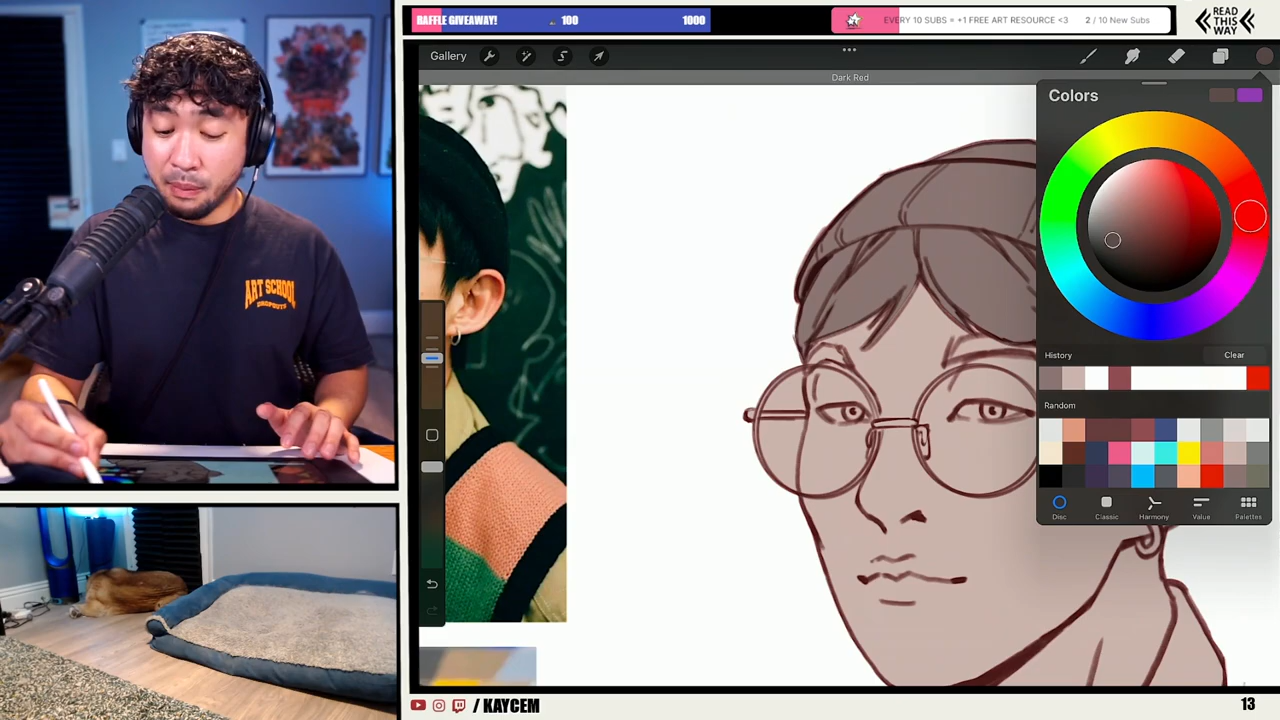 RAFFLE GIVEAWAY!
100
1000
EVERY 10 SUBS = +1 FREE ART RESOURCE <3
2 / 10 New Subs
READ
THIS
WAY
Gallery
Dark Red
Colors
History
Clear
Random
Disc
Classic
Harmony
Value
Palettes
ART SCHOOL
DROPOUTS
/ KAYCEM
13